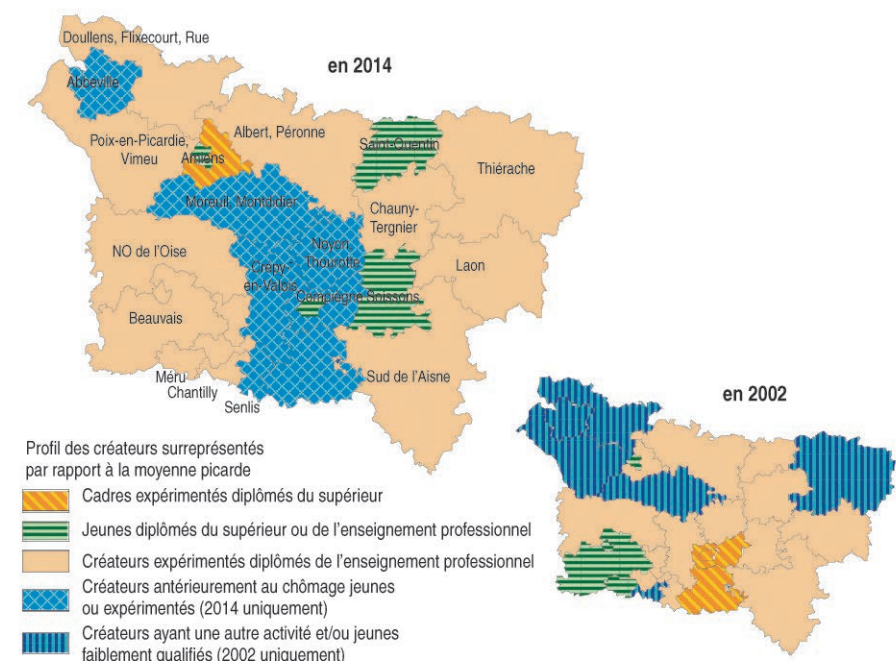 Doullens, Flixecourt, Rue
en 2014
Abbeville
Albert, Péronne
Poix-en-Picardie,
Vimeu
Amiens
Saint-Quentin
Thiérache
Moreuil, Montdidier
Chauny-
Tergnier
NO de l'Oise
Noyon
Thourotte
Laon
Crépy-
en-Valois
Compiègne
Soissons
Beauvais
Méru
Chantilly
Senlis
Sud de l'Aisne
en 2002
Profil des créateurs surreprésentés
par rapport à la moyenne picarde
Cadres expérimentés diplômés du supérieur
Jeunes diplômés du supérieur ou de l'enseignement professionnel
Créateurs expérimentés diplômés de l'enseignement professionnel
Créateurs antérieurement au chômage jeunes
ou expérimentés (2014 uniquement)
Créateurs ayant une autre activité et/ou jeunes
faiblement qualifiés (2002 uniquement)